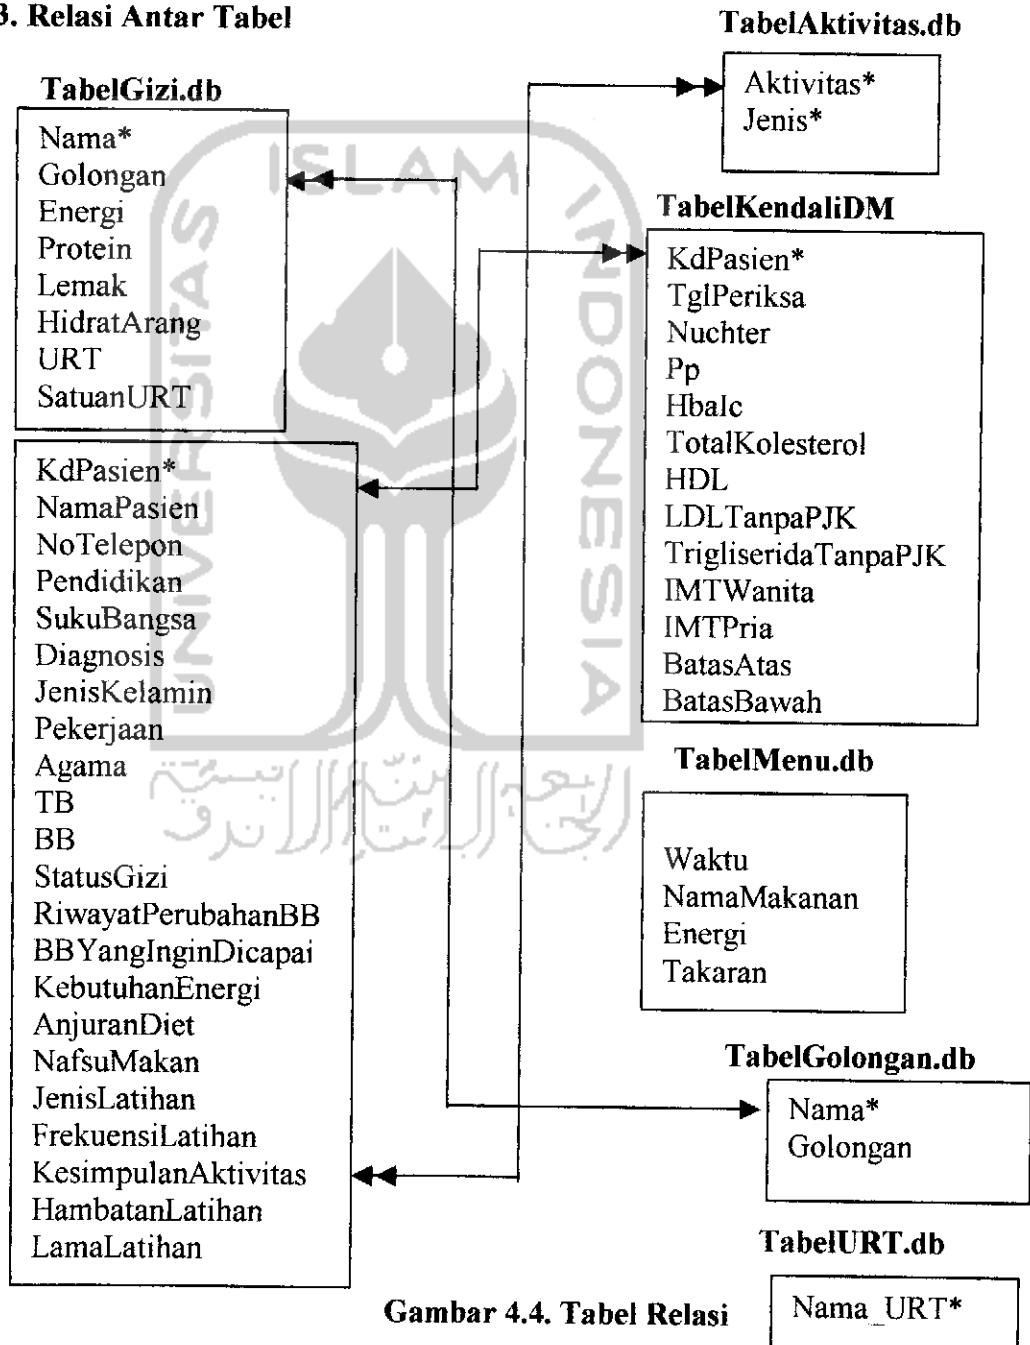 3. Relasi Antar Tabel
TabelGizi.db
Nama*
Golongan
Energi
Protein
Lemak
HidratArang
URT
SatuanURT
KdPasien*
NamaPasien
NoTelepon
Pendidikan
SukuBangsa
Diagnosis
JenisKelamin
Pekerjaan
Agama
TB
BB
StatusGizi
RiwayatPerubahanBB
BBYangInginDicapai
KebutuhanEnergi
AnjuranDiet
NafsuMakan
JenisLatihan
FrekuensiLatihan
KesimpulanAktivitas
HambatanLatihan
LamaLatihan
TabelAktivitas.db
Aktivitas*
Jenis*
TabelKendaliDM
KdPasien*
TglPeriksa
Nuchter
Pp
Hbalc
TotalKolesterol
HDL
LDLTanpaPJK
TrigliseridaTanpaPJK
IMTWanita
IMTPria
BatasAtas
BatasBawah
TabelMenu.db
Waktu
NamaMakanan
Energi
Takaran
TabelGolongan.db
Nama*
Golongan
TabelURT.db
Nama_URT*
Gambar 4.4. Tabel Relasi
UNIVERSITAS
ISLAM
INDONESIA